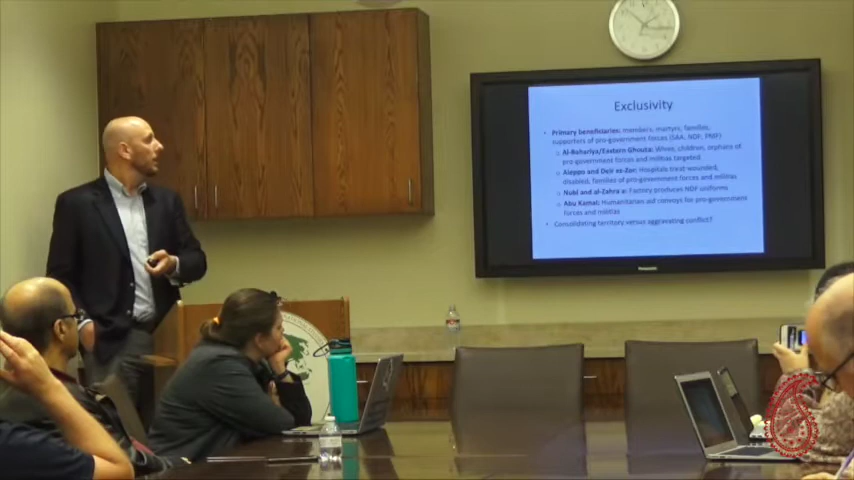 Exclusivity
• Primary beneficiaries: members, martyrs, families,
supporters of pro-government forces (SAA, NDF, PMF)
o Al-Bahariya/Eastern Ghouta: Wives, children, orphans of
pro-government forces and militias targeted
o Aleppo and Deir ez-Zor: Hospitals treat wounded,
disabled, families of pro-government forces and militias
o Nubl and al-Zahra'a: Factory produces NDF uniforms
o Abu Kamal: Humanitarian aid convoys for pro-government
forces and militias
• Consolidating territory versus aggravating conflict?
Panasonic